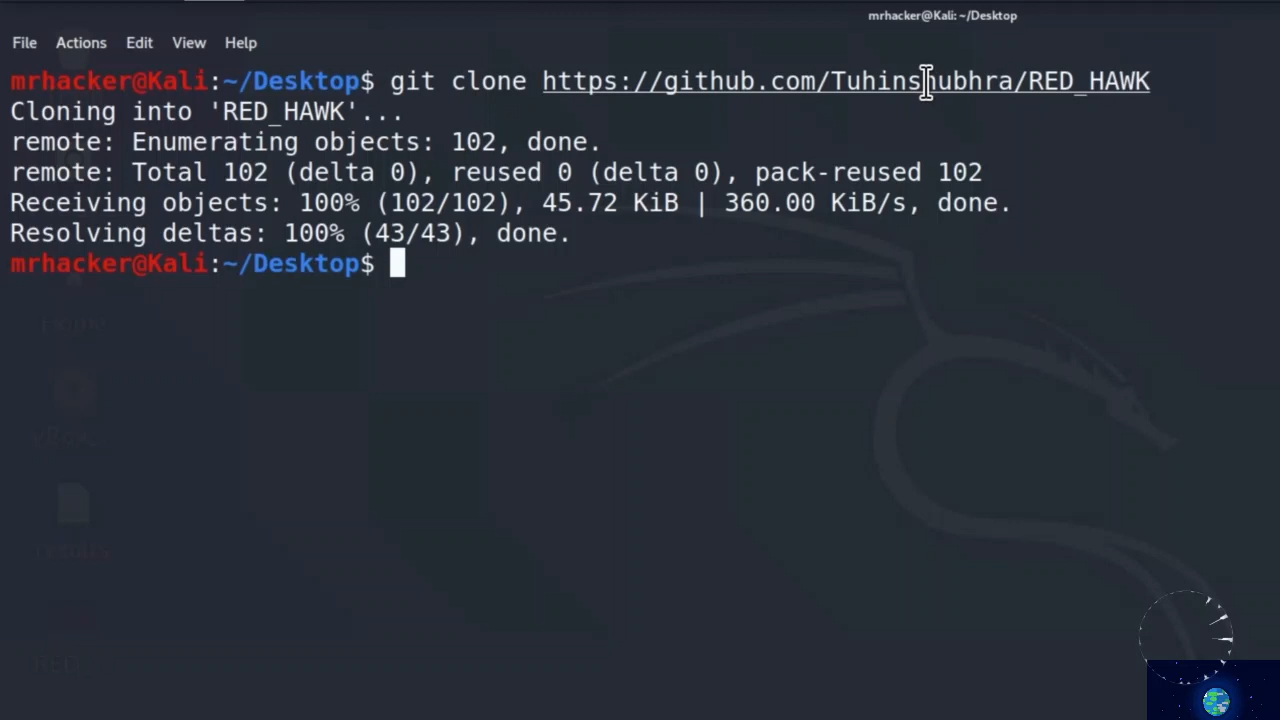 mrhacker@Kali: ~/Desktop
File Actions Edit View Help
mrhacker@Kali:~/Desktop$ git clone https://github.com/Tuhinshubhra/RED_HAWK
Cloning into 'RED_HAWK'...
remote: Enumerating objects: 102, done.
remote: Total 102 (delta 0), reused 0 (delta 0), pack-reused 102
Receiving objects: 100% (102/102), 45.72 KiB | 360.00 KiB/s, done.
Resolving deltas: 100% (43/43), done.
mrhacker@Kali:~/Desktop$